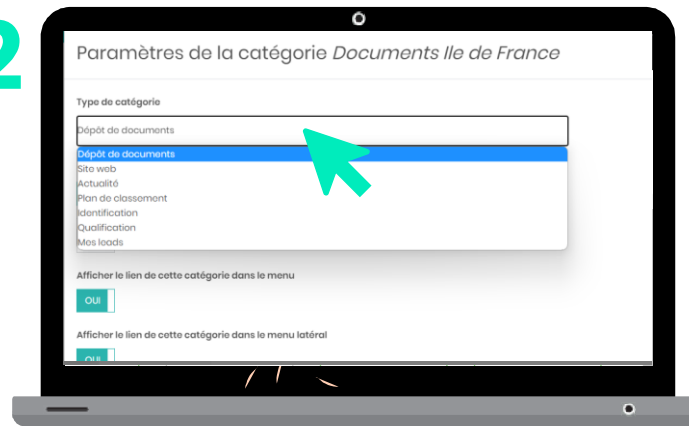 2
Paramètres de la catégorie Documents Ile de France
Type de catégorie
Dépôt de documents
Dépôt de documents
Site web
Actualité
Plan de classement
Identification
Qualification
Mes leads
Afficher le lien de cette catégorie dans le menu
OUI
Afficher le lien de cette catégorie dans le menu latéral
OUI